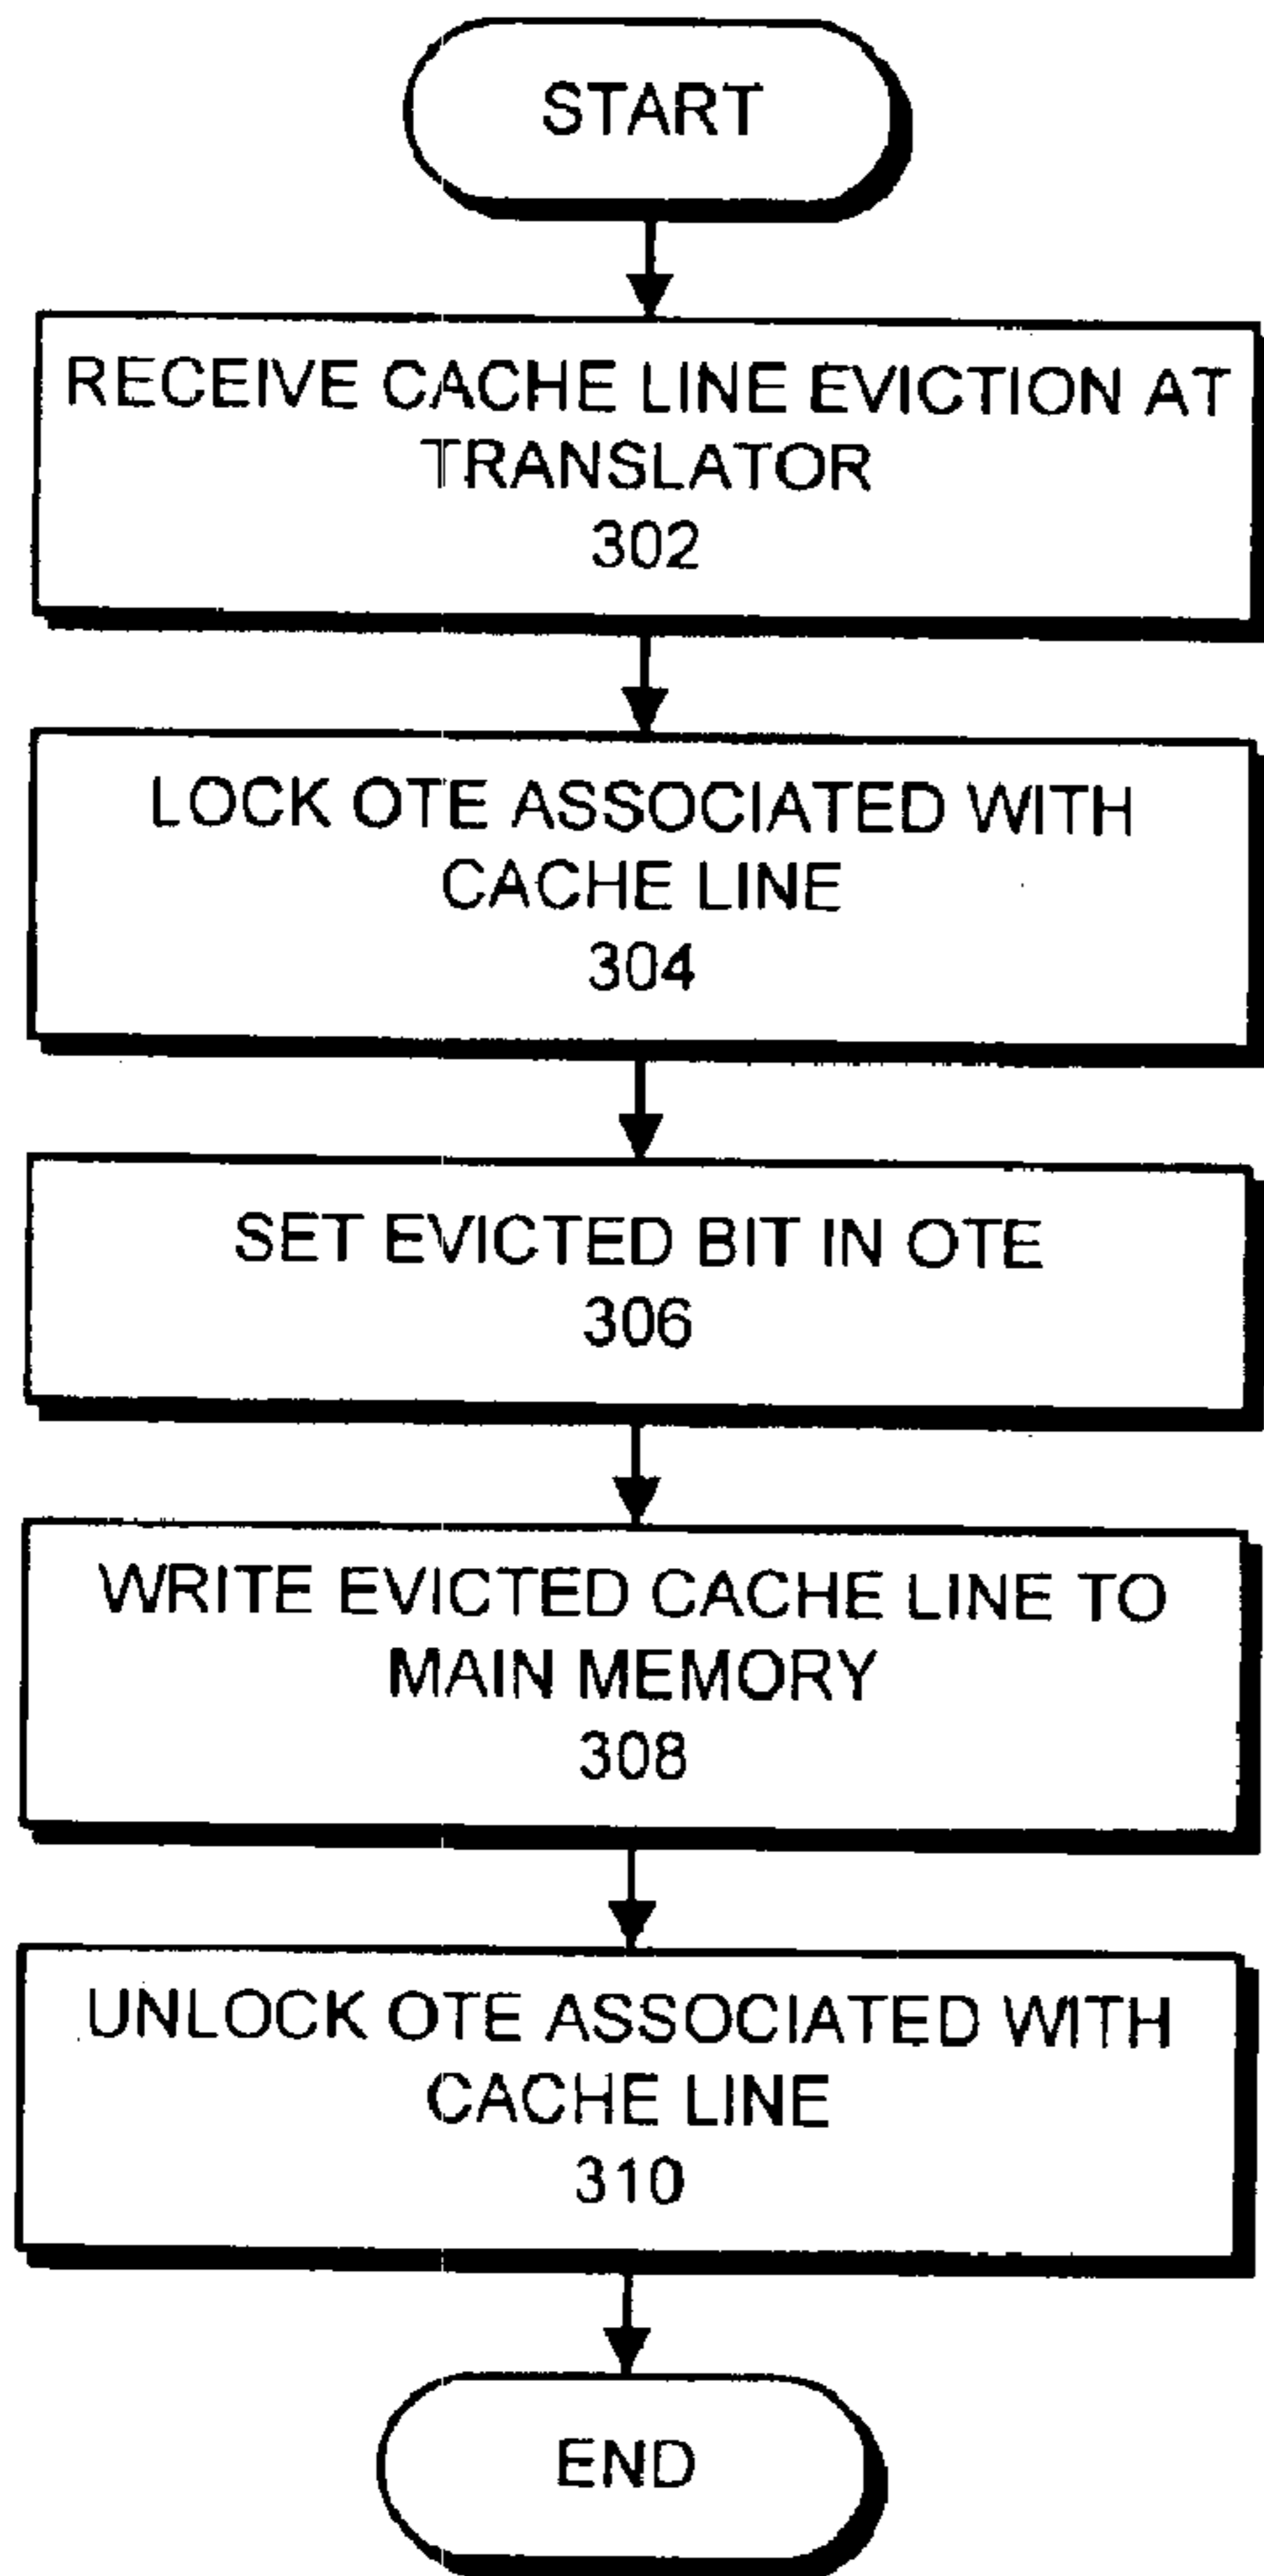 START
RECEIVE CACHE LINE EVICTION AT
TRANSLATOR
302
LOCK OTE ASSOCIATED WITH
CACHE LINE
304
SET EVICTED BIT IN OTE
306
WRITE EVICTED CACHE LINE TO
MAIN MEMORY
308
UNLOCK OTE ASSOCIATED WITH
CACHE LINE
310
END